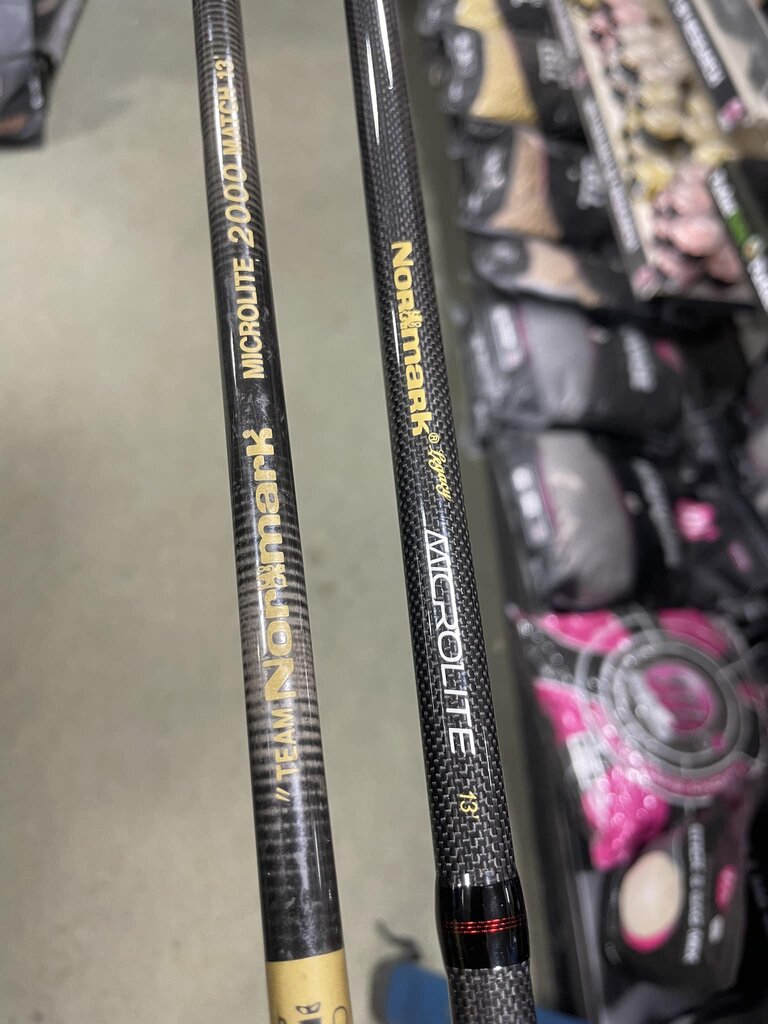 "TEAM Normark MICROLITE 2000 MATCH 13'
Normark® Legacy MICROLITE 13'